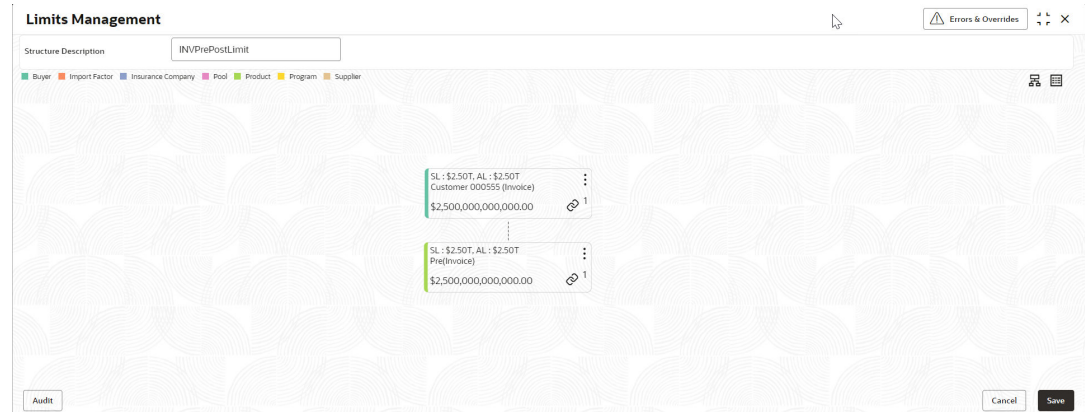 Limits Management
Errors & Overrides
Structure Description
INVPrePostLimit
Buyer Import Factor Insurance Company Pool Product Program Supplier
SL : $2.50T, AL : $2.50T
Customer 000555 (Invoice)
$2,500,000,000,000.00 1
SL : $2.50T, AL : $2.50T
Pre(Invoice)
$2,500,000,000,000.00 1
Audit
Cancel
Save